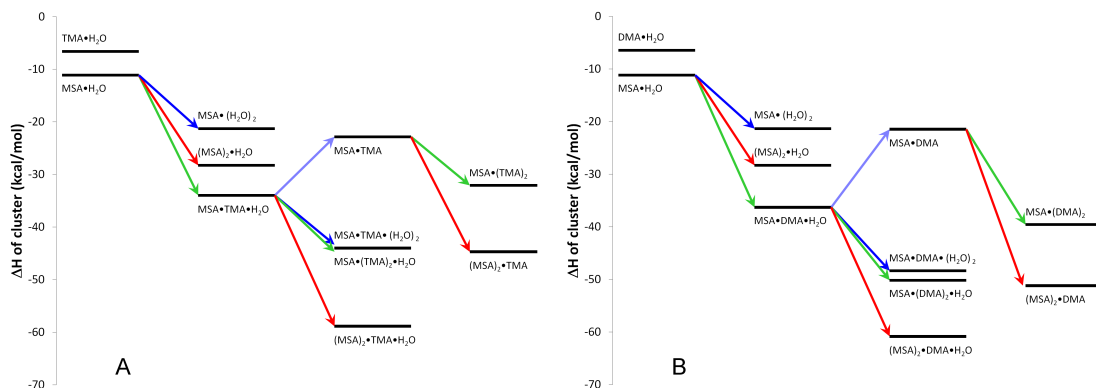 0
-10
-20
-30
-40
-50
-60
-70
ΔH of cluster (kcal/mol)
TMA•H₂O
MSA•H₂O
MSA•(H₂O)₂
(MSA)₂•H₂O
MSA•TMA•H₂O
MSA•TMA
MSA•TMA•(H₂O)₂
MSA•(TMA)₂•H₂O
(MSA)₂•TMA•H₂O
MSA•(TMA)₂
(MSA)₂•TMA
A
0
-10
-20
-30
-40
-50
-60
-70
ΔH of cluster (kcal/mol)
DMA•H₂O
MSA•H₂O
MSA•(H₂O)₂
(MSA)₂•H₂O
MSA•DMA•H₂O
MSA•DMA
MSA•DMA•(H₂O)₂
MSA•(DMA)₂•H₂O
(MSA)₂•DMA•H₂O
MSA•(DMA)₂
(MSA)₂•DMA
B